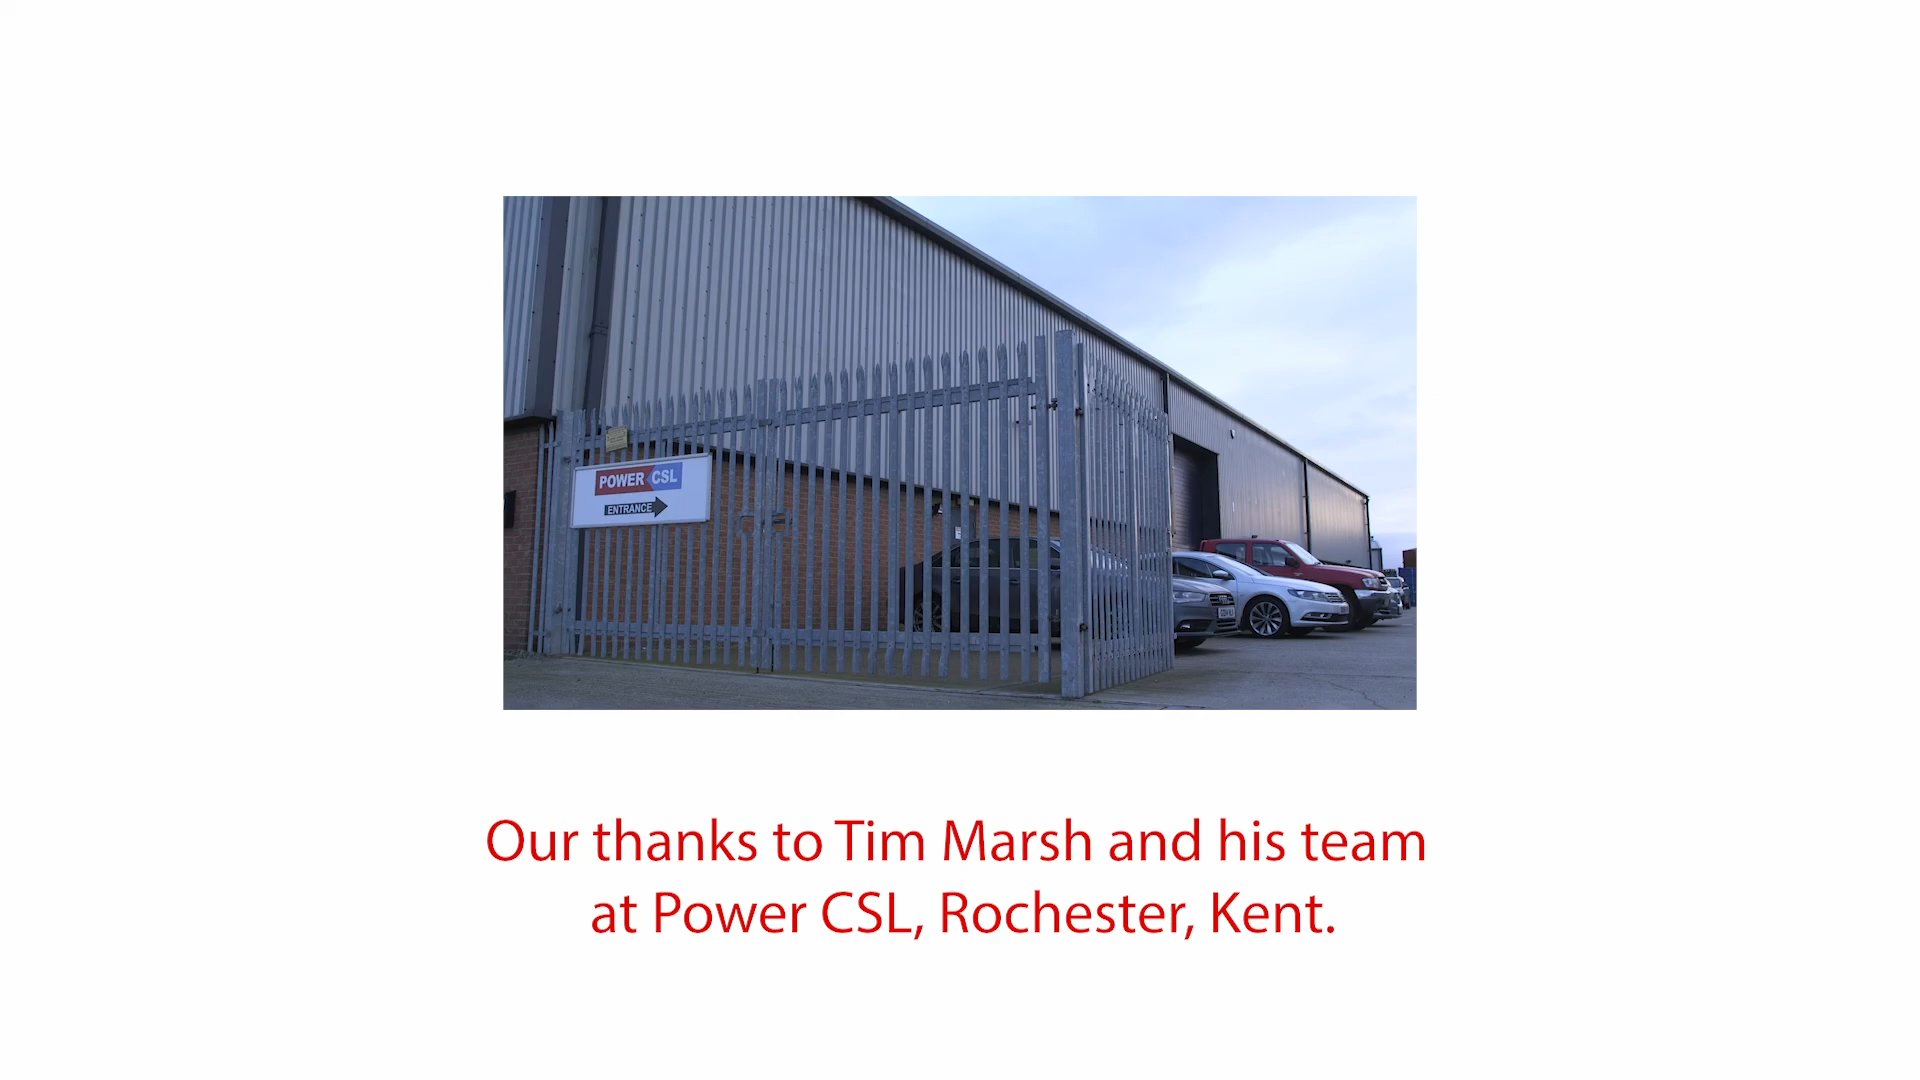 POWER CSL
ENTRANCE
Our thanks to Tim Marsh and his team
at Power CSL, Rochester, Kent.